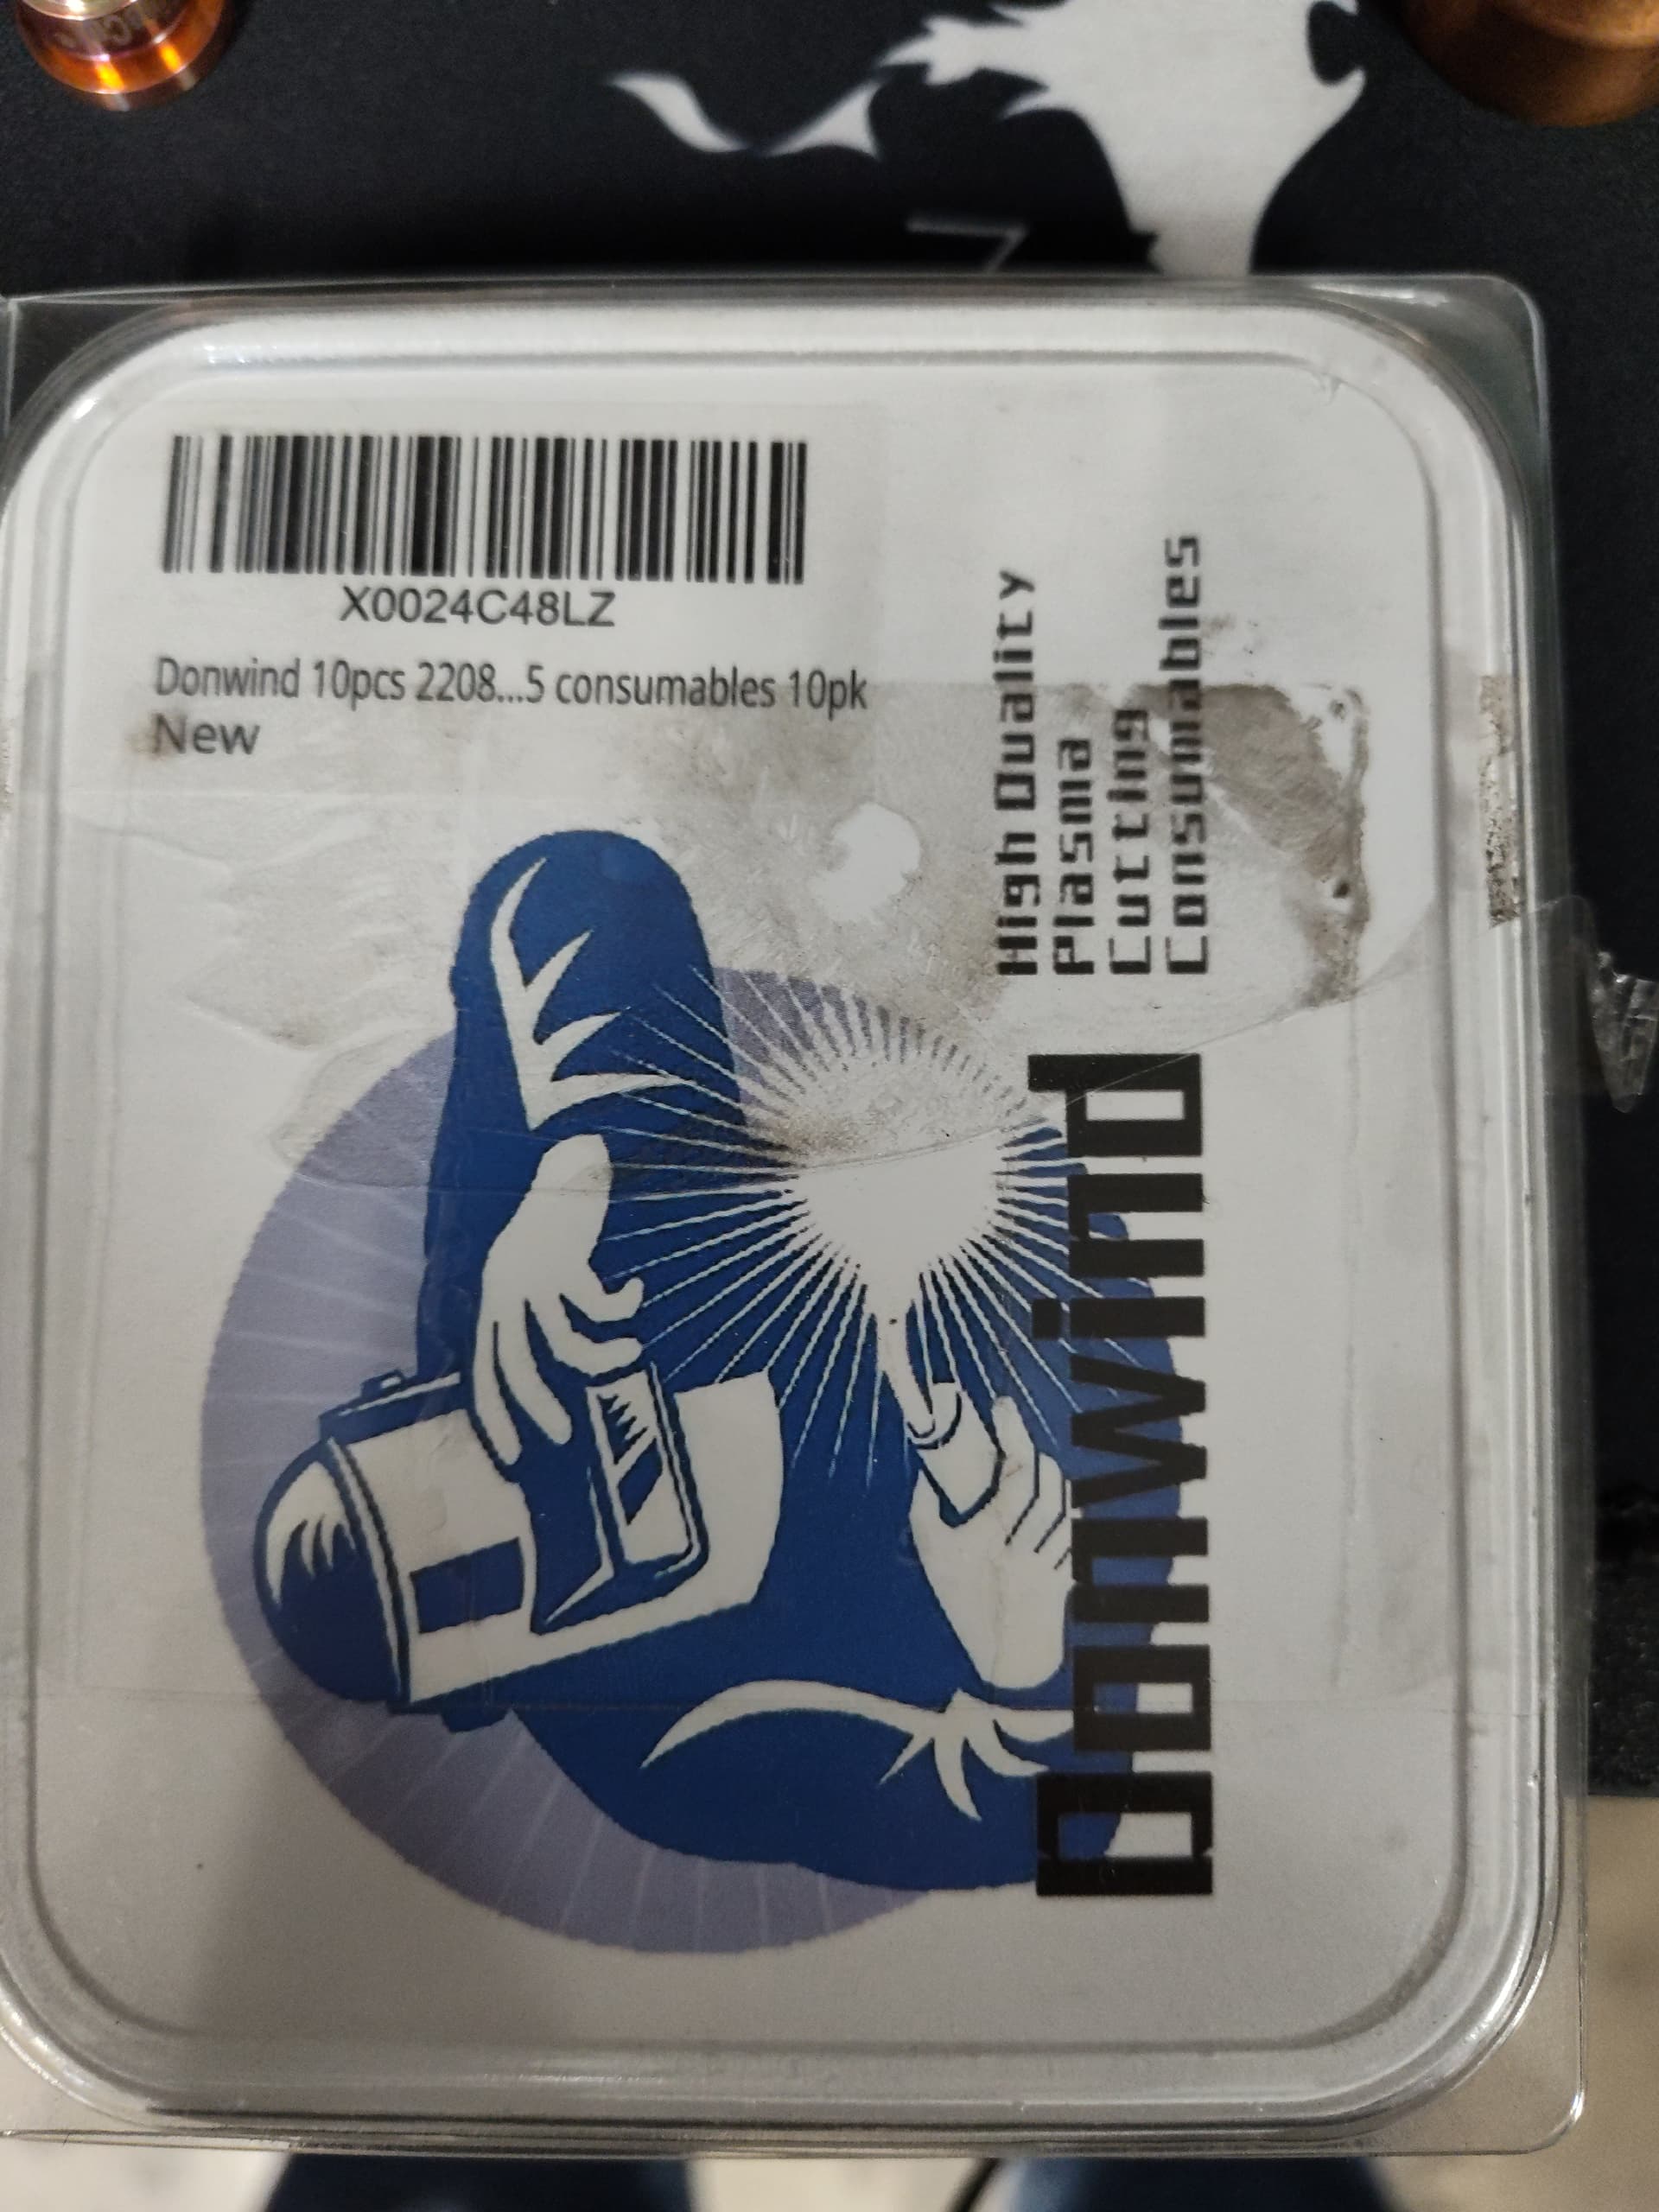 X0024C48LZ
Donwind 10pcs 2208...5 consumables 10pk
New
High Quality
Plasma
Cutting
Consumables
Donwind